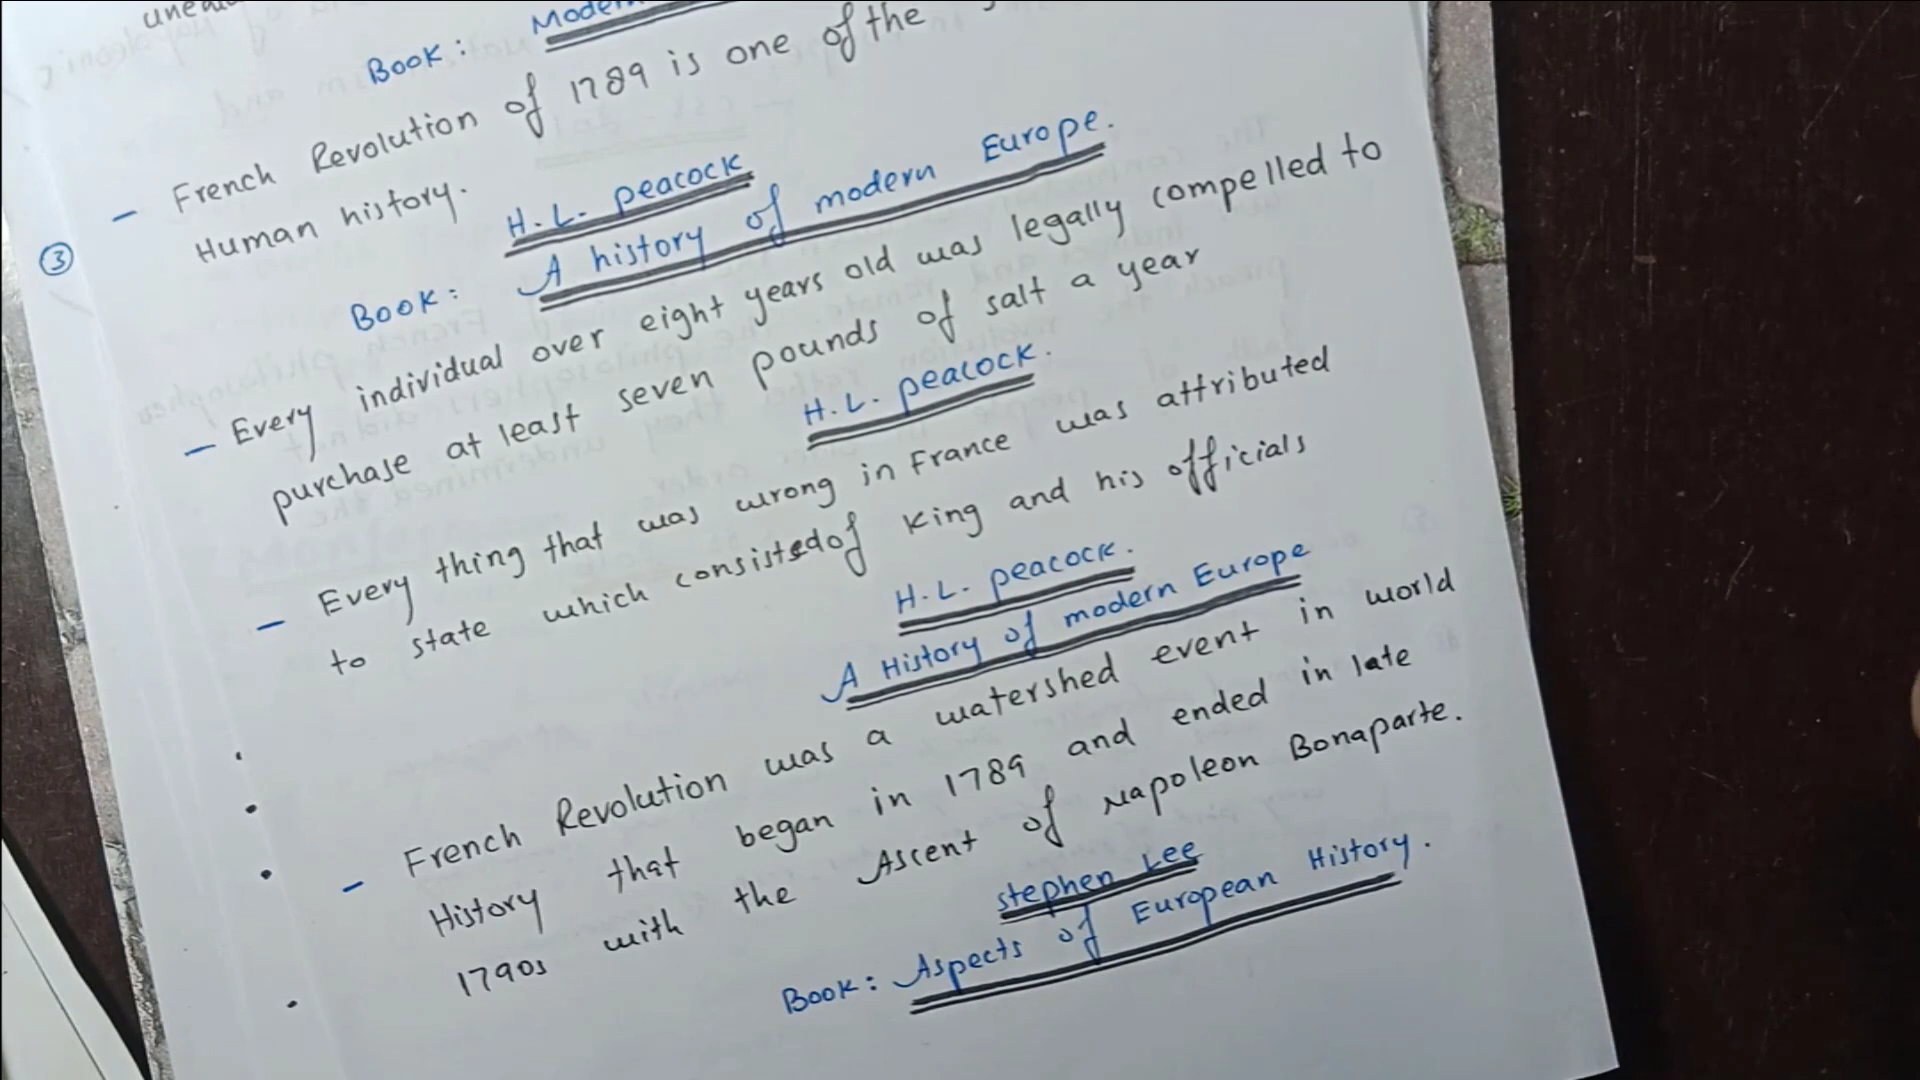 Book: Modern
- French Revolution of 1789 is one of the
Human history.
③ H.L. peacock
Book: A history of modern Europe.
- Every individual over eight years old was legally compelled to
purchase at least seven pounds of salt a year
H.L. peacock.
- Every thing that was wrong in France was attributed
to state which consisted of King and his officials
H.L. peacock.
A History of modern Europe
- French Revolution was a watershed event in world
History that began in 1789 and ended in late
1790s with the Ascent of Napoleon Bonaparte.
stephen Lee
Book: Aspects of European History.